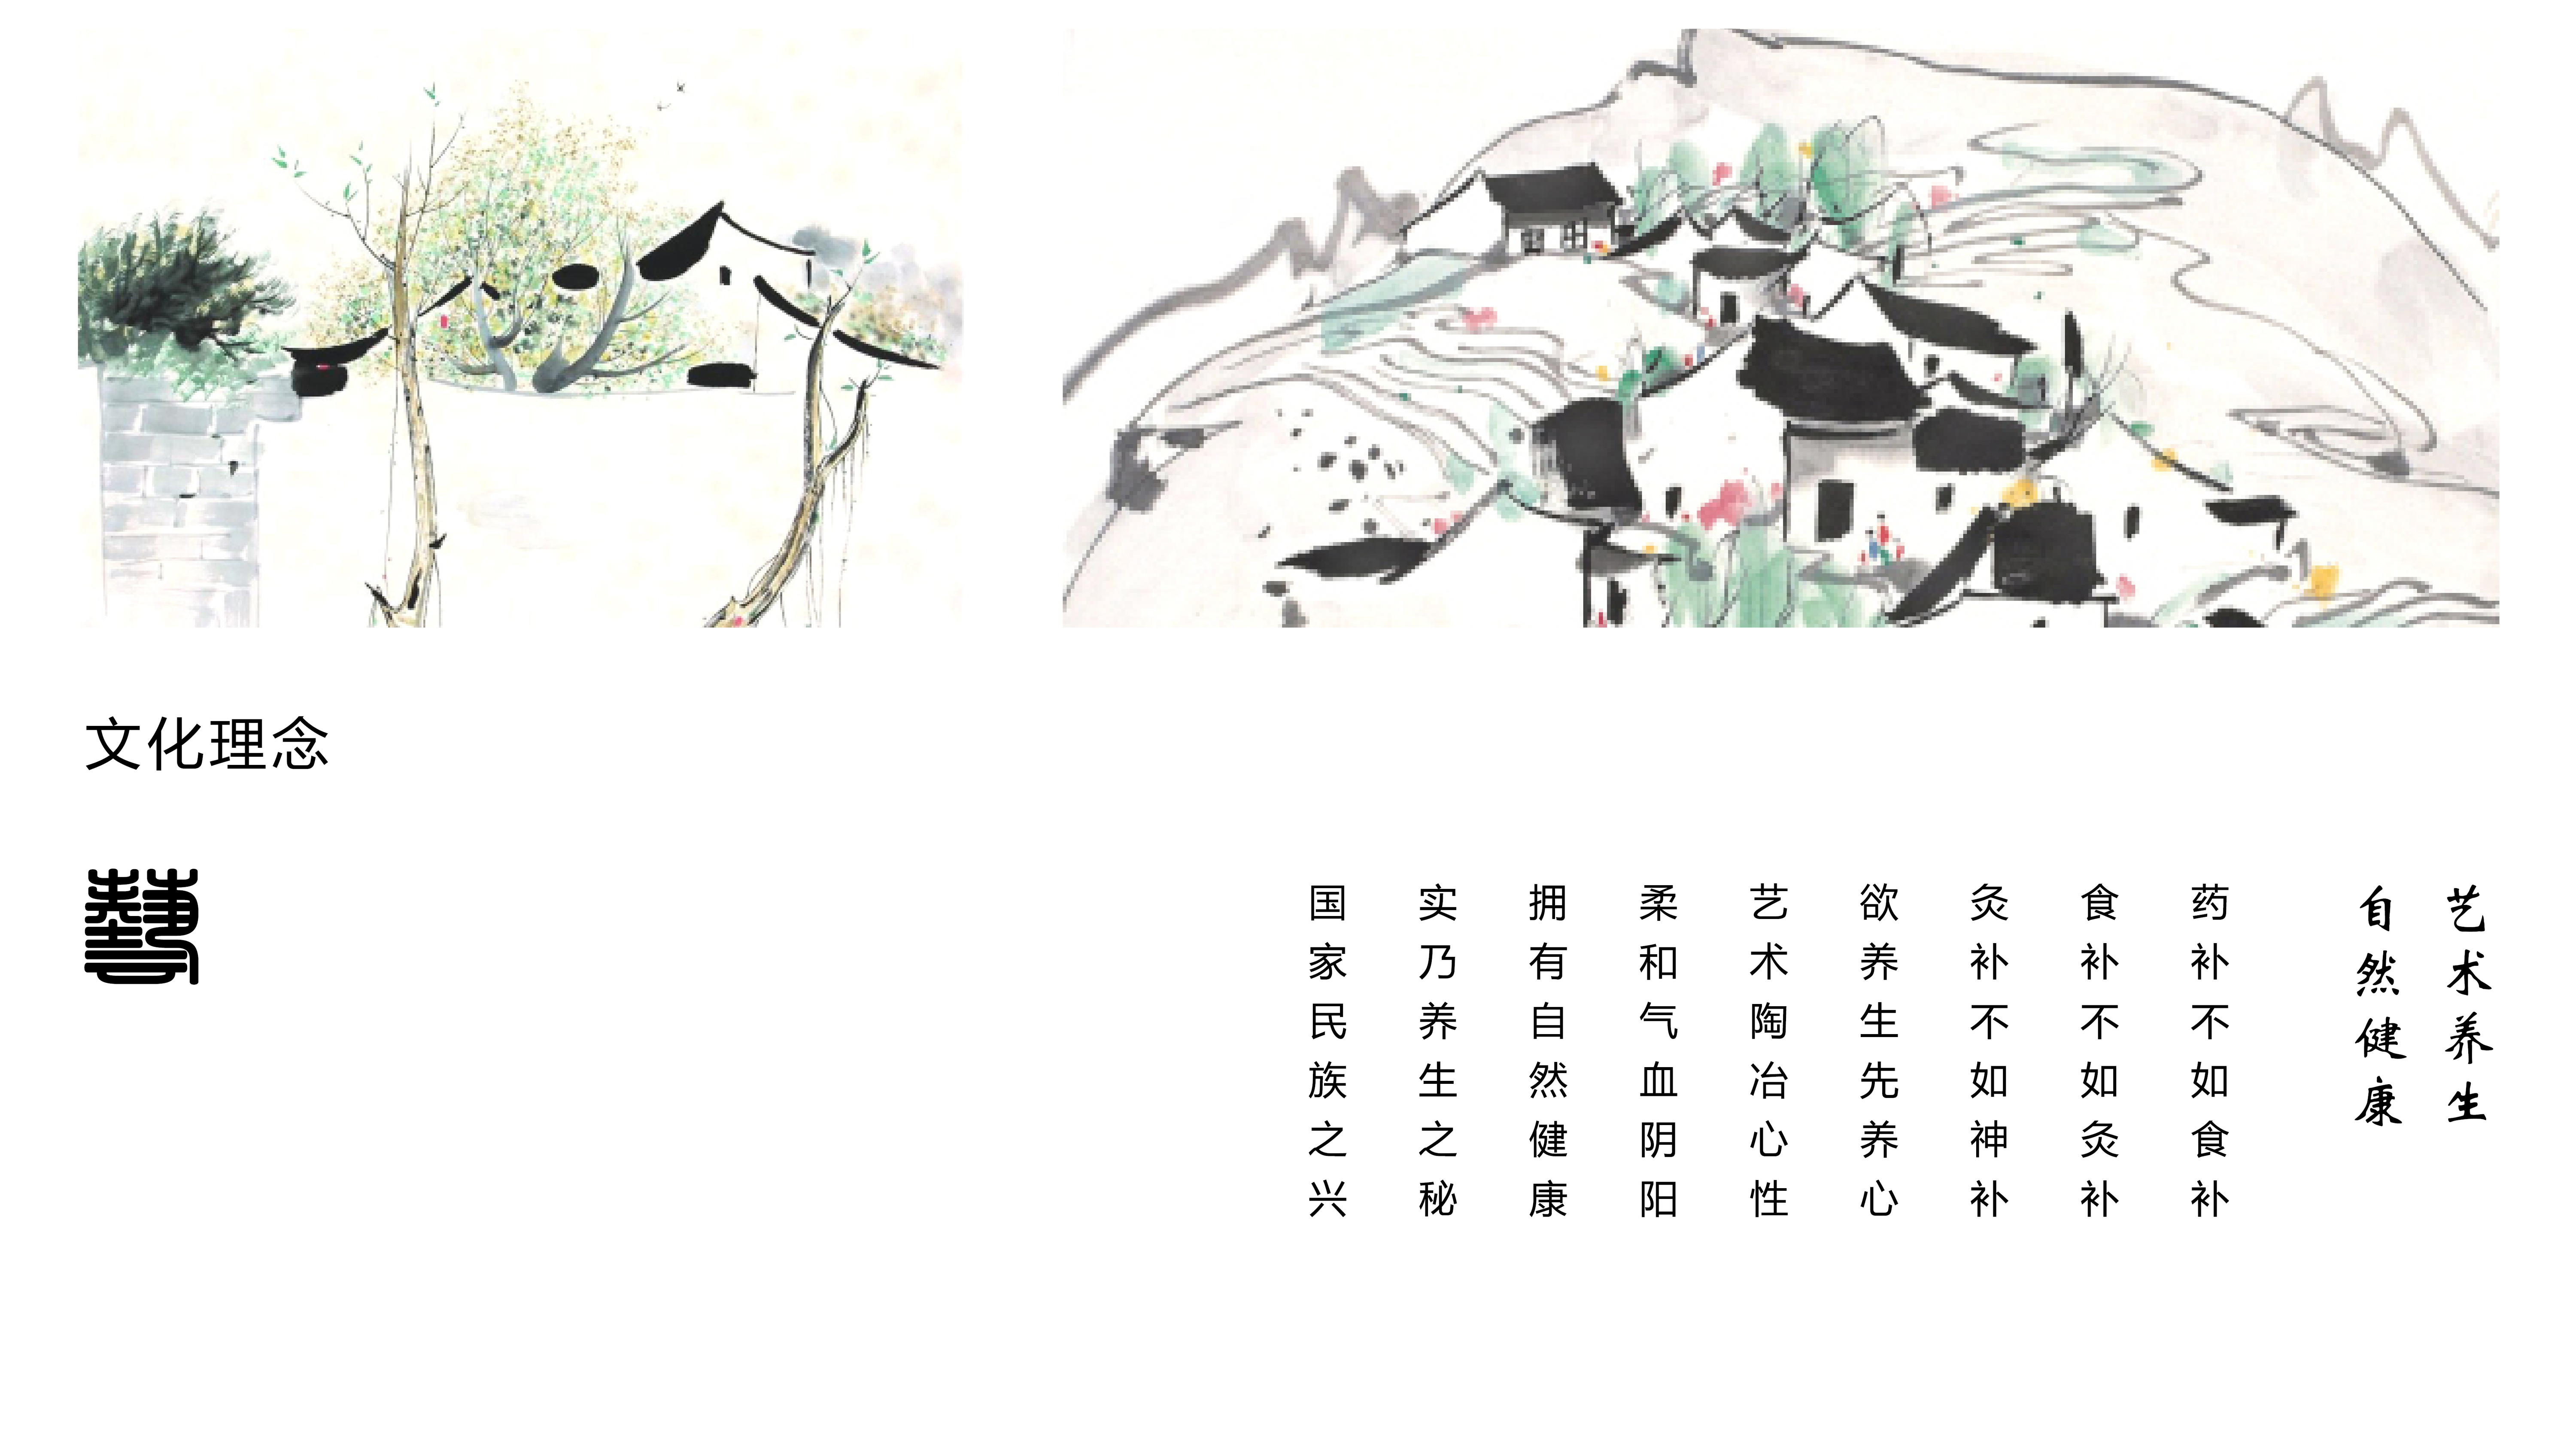 文化理念
藝
艺术养生
自然健康
药补不如食补
食补不如灸补
灸补不如神补
欲养生先养心
艺术陶冶心性
柔和气血阴阳
拥有自然健康
实乃养生之秘
国家民族之兴